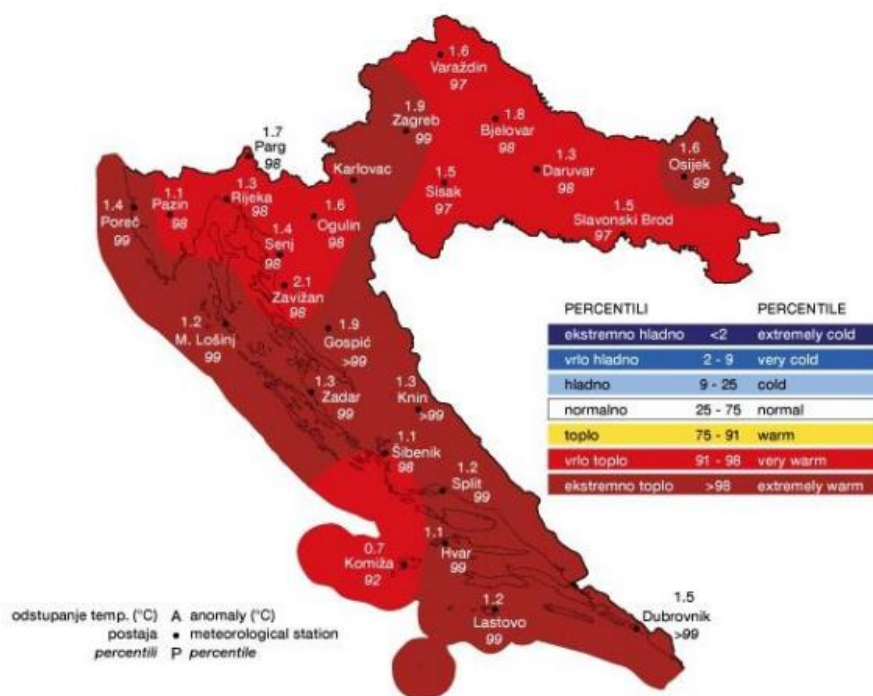 1.6
Varaždin
97
1.9
Zagreb
99
1.8
Bjelovar
98
1.7
Parg
98
1.6
Osijek
99
1.3
Daruvar
98
Karlovac
1.5
Sisak
97
1.1
Pazin
98
1.3
Rijeka
98
1.4
Poreč
99
1.6
Ogulin
98
1.5
Slavonski Brod
97
1.4
Senj
98
2.1
Zavižan
98
1.2
M. Lošinj
99
1.9
Gospić
>99
1.3
Zadar
99
1.3
Knin
>99
1.1
Šibenik
98
1.2
Split
99
0.7
Komiža
92
1.1
Hvar
99
1.2
Lastovo
99
1.5
Dubrovnik
>99
PERCENTILI PERCENTILE
ekstremno hladno <2 extremely cold
vrlo hladno 2 - 9 very cold
hladno 9 - 25 cold
normalno 25 - 75 normal
toplo 75 - 91 warm
vrlo toplo 91 - 98 very warm
ekstremno toplo >98 extremely warm
odstupanje temp. (°C) A anomaly (°C)
postaja • meteorological station
percentili P percentile